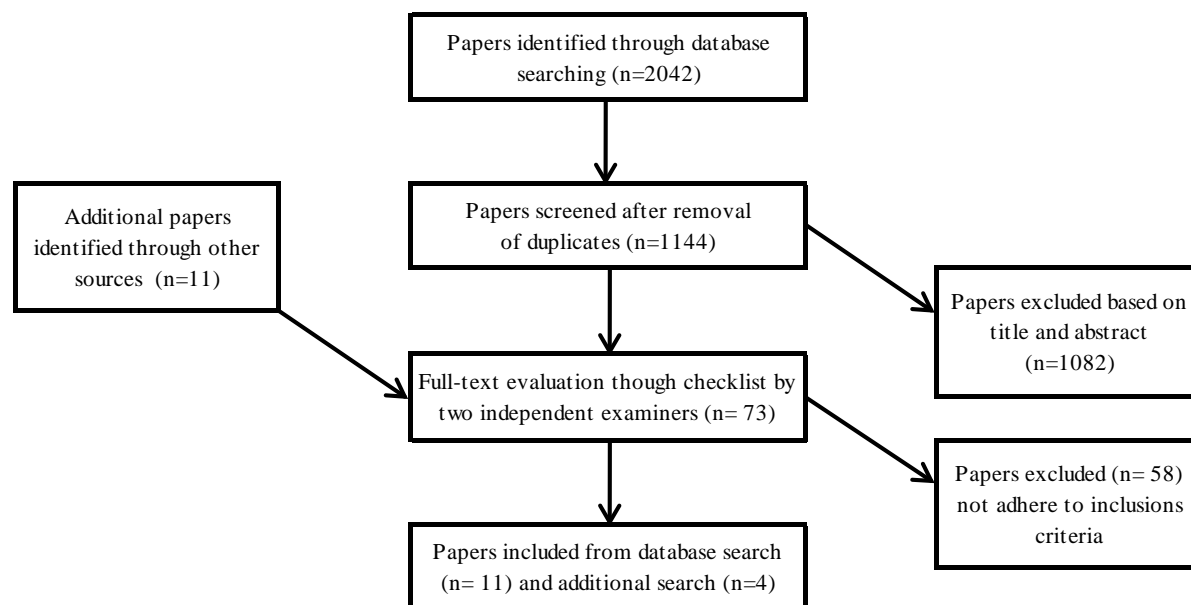 Papers identified through database
searching (n=2042)
Papers screened after removal
of duplicates (n=1144)
Additional papers
identified through other
sources (n=11)
Papers excluded based on
title and abstract
(n=1082)
Full-text evaluation though checklist by
two independent examiners (n= 73)
Papers excluded (n= 58)
not adhere to inclusions
criteria
Papers included from database search
(n= 11) and additional search (n=4)